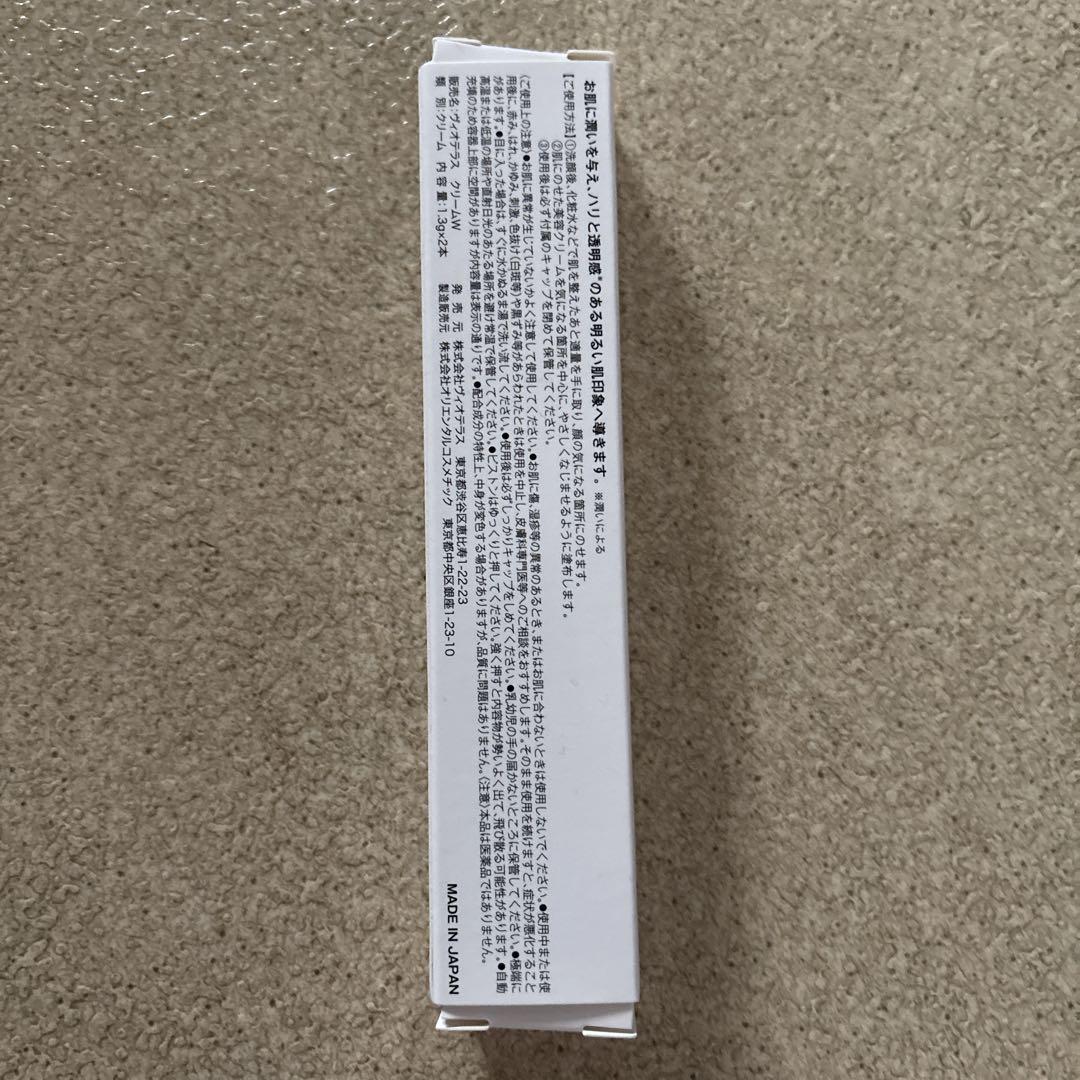 お肌に潤いを与え、ハリと透明感※のある明るい肌印象へ導きます。 ※潤いによる
【ご使用方法】①洗顔後、化粧水などで肌を整えたあと適量を手に取り、顔の気になる箇所にのせます。
②肌にのせた美容クリームを気になる箇所を中心に、やさしくなじませるように塗布します。
③使用後は必ず付属のキャップを閉めて保管してください。
〈ご使用上の注意〉●お肌に異常が生じていないかよく注意して使用してください。●お肌に傷、湿疹等の異常のあるとき、またはお肌に合わないときは使用しないでください。●使用中または使
用後に、赤み、はれ、かゆみ、刺激、色抜け(白斑等)や黒ずみ等があらわれたときは使用を中止し、皮膚科専門医等へのご相談をおすすめします。そのまま使用を続けますと、症状が悪化すること
があります。●目に入った場合は、すぐに水かぬるま湯で洗い流してください。●使用後は必ずしっかりキャップをしめてください。●乳幼児の手の届かないところに保管してください。●極端に
高温または低温の場所や直射日光のあたる場所を避け常温で保管してください。●ピストンはゆっくりと押してください。強く押すと内容物が勢いよく出て、飛び散る可能性があります。●自動
充填のため容器上部に空間がありますが内容量は表示の通りです。●配合成分の特性上、中身が変色する場合がありますが、品質に問題はありません。〈注意〉本品は医薬品ではありません。
販売名:ヴィオテラス クリームW 発売元 株式会社ヴィオテラス 東京都渋谷区恵比寿1-22-23
類 別:クリーム 内容量:1.3g×2本 製造販売元 株式会社オリエンタルコスメチック 東京都中央区銀座1-23-10
MADE IN JAPAN